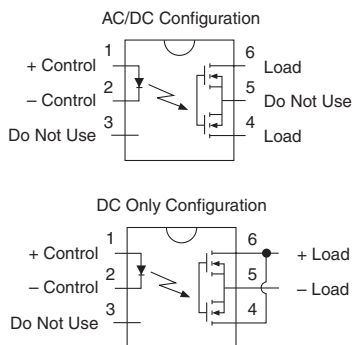 AC/DC Configuration
1
6
+ Control
Load
2
5
– Control
Do Not Use
3
4
Do Not Use
Load
DC Only Configuration
1
6
+ Control
+ Load
2
5
– Control
– Load
3
4
Do Not Use